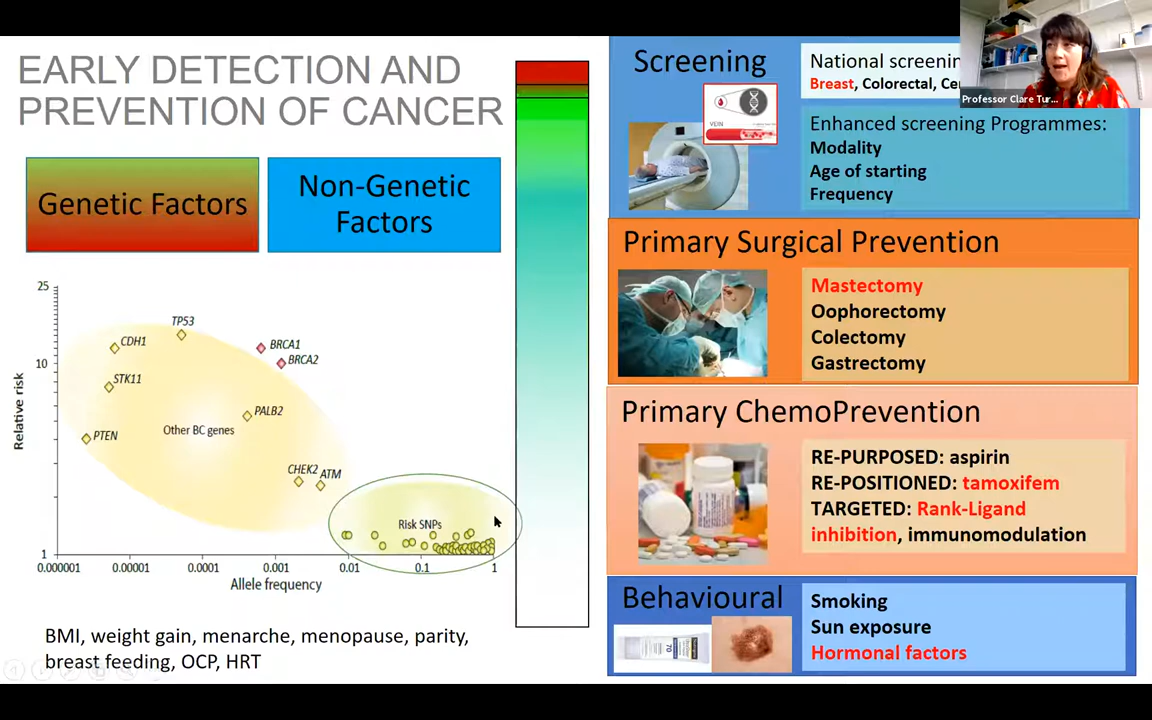 EARLY DETECTION AND
PREVENTION OF CANCER
Genetic Factors
Non-Genetic
Factors
25
10
1
Relative risk
TP53
CDH1
BRCA1
BRCA2
STK11
PALB2
PTEN
Other BC genes
CHEK2 ATM
Risk SNPs
0.000001 0.00001 0.0001 0.001 0.01 0.1 1
Allele frequency
BMI, weight gain, menarche, menopause, parity,
breast feeding, OCP, HRT
Screening
VEIN
National
Breast, Colorectal,
Professor Clare
Enhanced screening Programmes:
Modality
Age of starting
Frequency
Primary Surgical Prevention
Mastectomy
Oophorectomy
Colectomy
Gastrectomy
Primary ChemoPrevention
RE-PURPOSED: aspirin
RE-POSITIONED: tamoxifem
TARGETED: Rank-Ligand
inhibition, immunomodulation
Behavioural
70
Smoking
Sun exposure
Hormonal factors